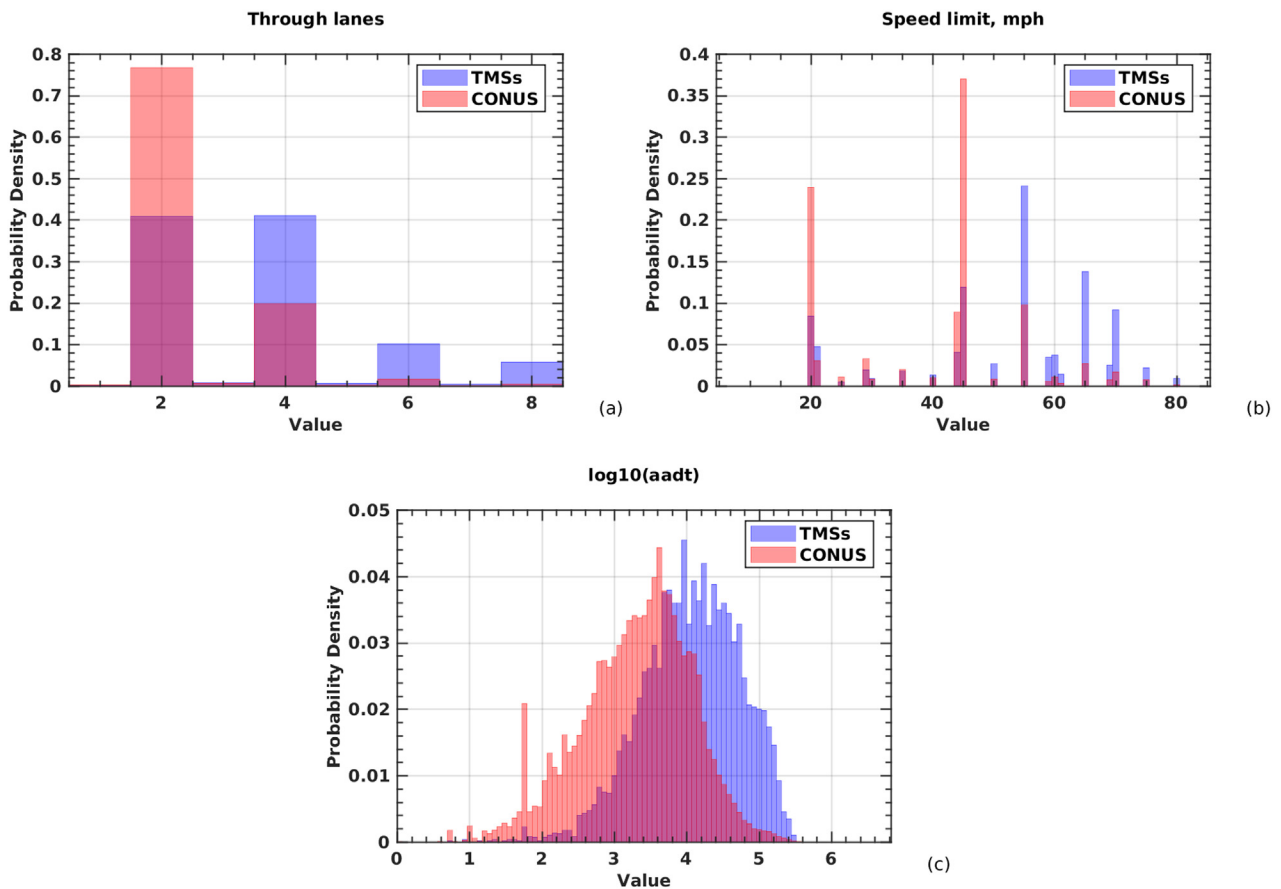 Through lanes
Speed limit, mph
0.8
0.7
0.6
0.5
0.4
0.3
0.2
0.1
0
Probability Density
TMSs
CONUS
2 4 6 8
Value
(a)
0.4
0.35
0.3
0.25
0.2
0.15
0.1
0.05
0
Probability Density
TMSs
CONUS
20 40 60 80
Value
(b)
log10(aadt)
0.05
0.04
0.03
0.02
0.01
0
Probability Density
TMSs
CONUS
0 1 2 3 4 5 6
Value
(c)